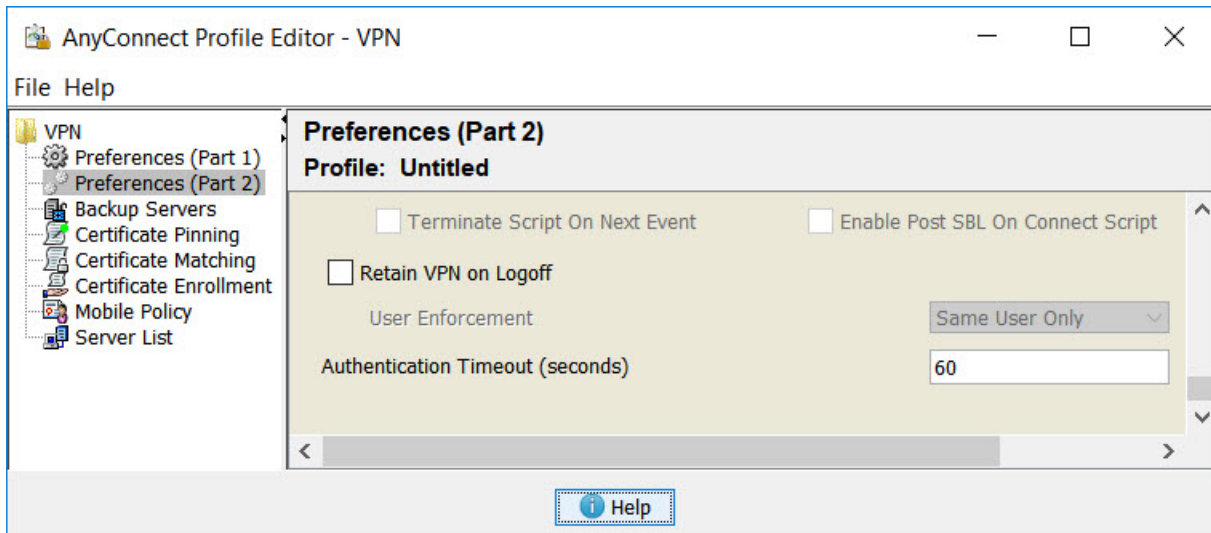 AnyConnect Profile Editor - VPN
File Help
VPN
Preferences (Part 1)
Preferences (Part 2)
Backup Servers
Certificate Pinning
Certificate Matching
Certificate Enrollment
Mobile Policy
Server List
Preferences (Part 2)
Profile: Untitled
Terminate Script On Next Event
Enable Post SBL On Connect Script
Retain VPN on Logoff
User Enforcement
Same User Only
Authentication Timeout (seconds)
60
Help